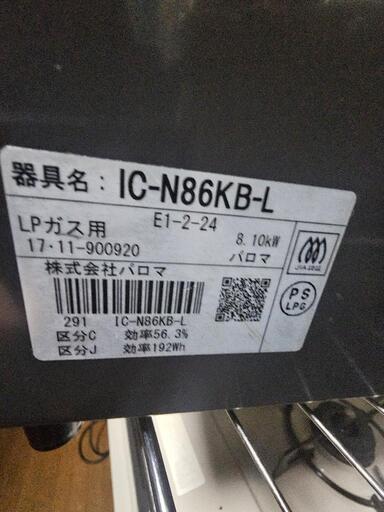 器具名：IC-N86KB-L
E1-2-24
LPガス用
8.10kW
17・11-900920
パロマ
株式会社パロマ
291 IC-N86KB-L
区分C 効率56.3%
区分J 効率192Wh
PS
LPG